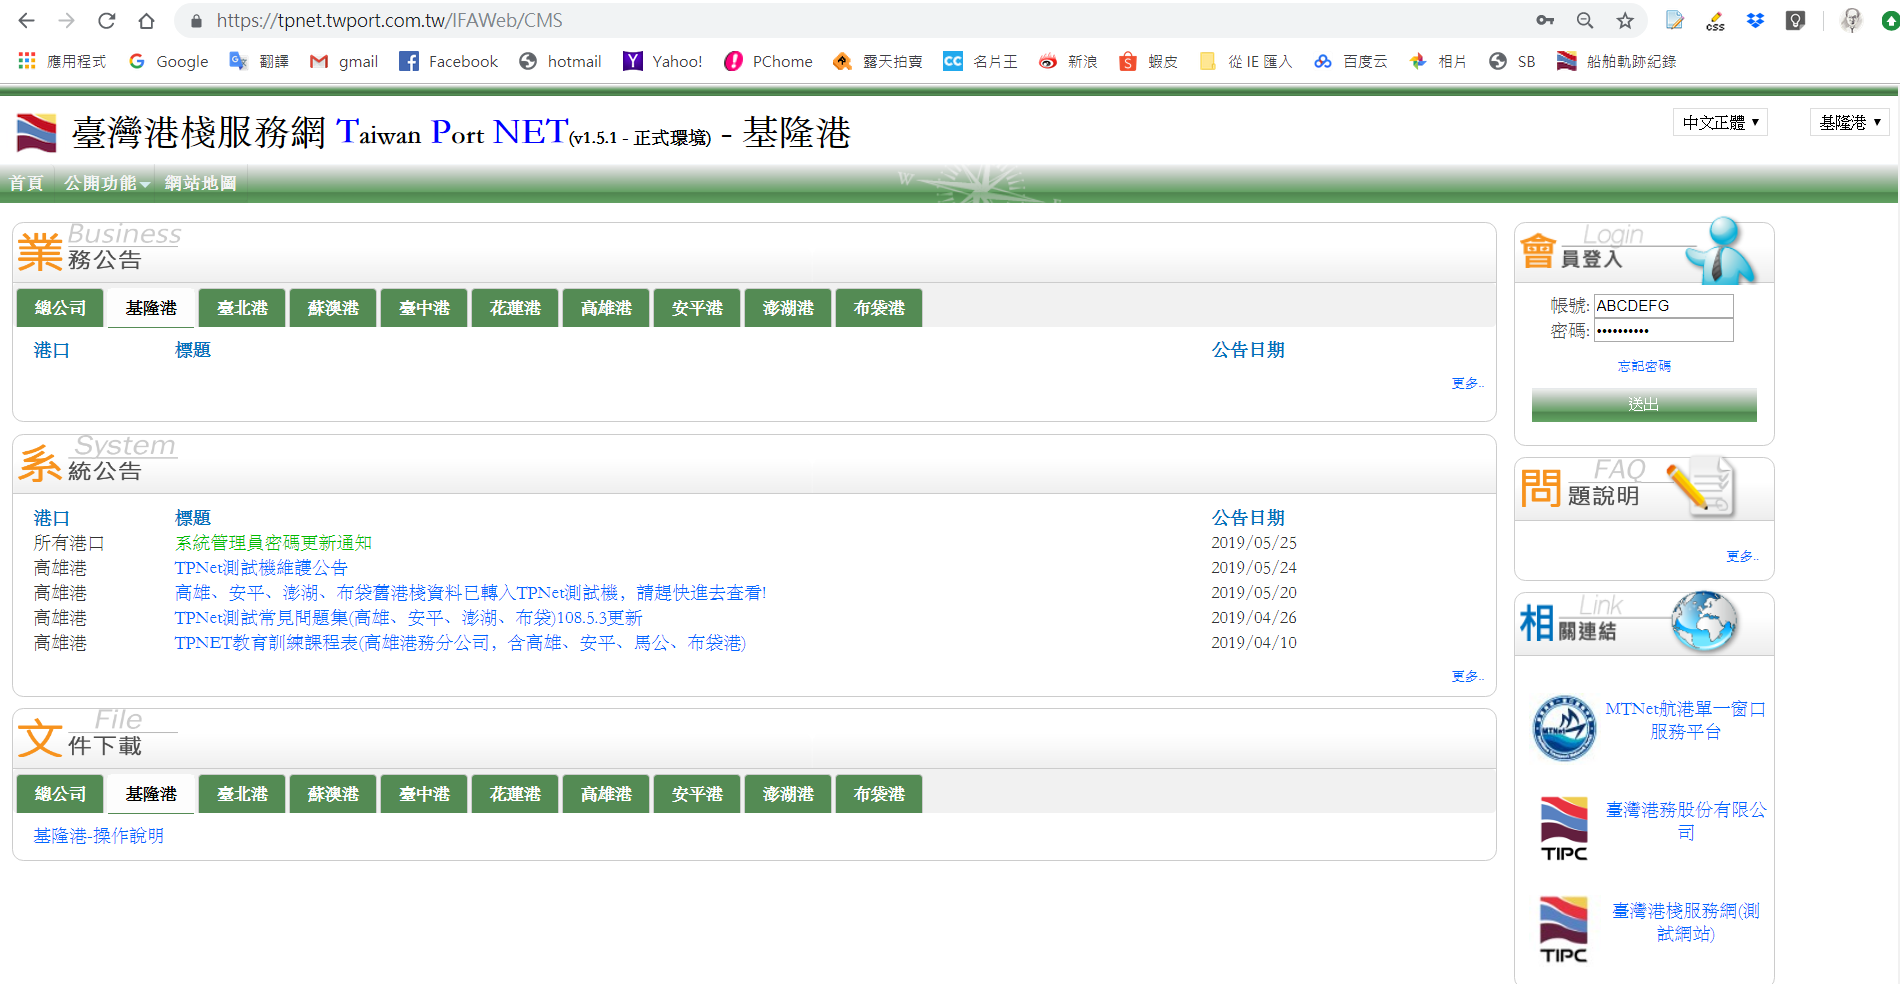 https://tpnet.twport.com.tw/IFAWeb/CMS
應用程式 Google 翻譯 gmail Facebook hotmail Yahoo! PChome 露天拍賣 名片王 新浪 蝦皮 從 IE 匯入 百度云 相片 SB 船舶軌跡紀錄
臺灣港棧服務網 Taiwan Port NET(v1.5.1 - 正式環境) - 基隆港
中文正體 基隆港
首頁 公開功能 網站地圖
W
Business
業務公告
總公司 基隆港 臺北港 蘇澳港 臺中港 花蓮港 高雄港 安平港 澎湖港 布袋港
港口 標題 公告日期
更多..
System
系統公告
港口 標題 公告日期
所有港口 系統管理員密碼更新通知 2019/05/25
高雄港 TPNet測試機維護公告 2019/05/24
高雄港 高雄、安平、澎湖、布袋舊港棧資料已轉入TPNet測試機，請趕快進去查看! 2019/05/20
高雄港 TPNet測試常見問題集(高雄、安平、澎湖、布袋)108.5.3更新 2019/04/26
高雄港 TPNET教育訓練課程表(高雄港務分公司，含高雄、安平、馬公、布袋港) 2019/04/10
更多..
File
文件下載
總公司 基隆港 臺北港 蘇澳港 臺中港 花蓮港 高雄港 安平港 澎湖港 布袋港
基隆港-操作說明
Login
會員登入
帳號: ABCDEFG
密碼: ••••••••••
忘記密碼
送出
FAQ
問題說明
更多..
Link
相關連結
MTNet
MTNet航港單一窗口
服務平台
TIPC
臺灣港務股份有限公
司
TIPC
臺灣港棧服務網(測
試網站)